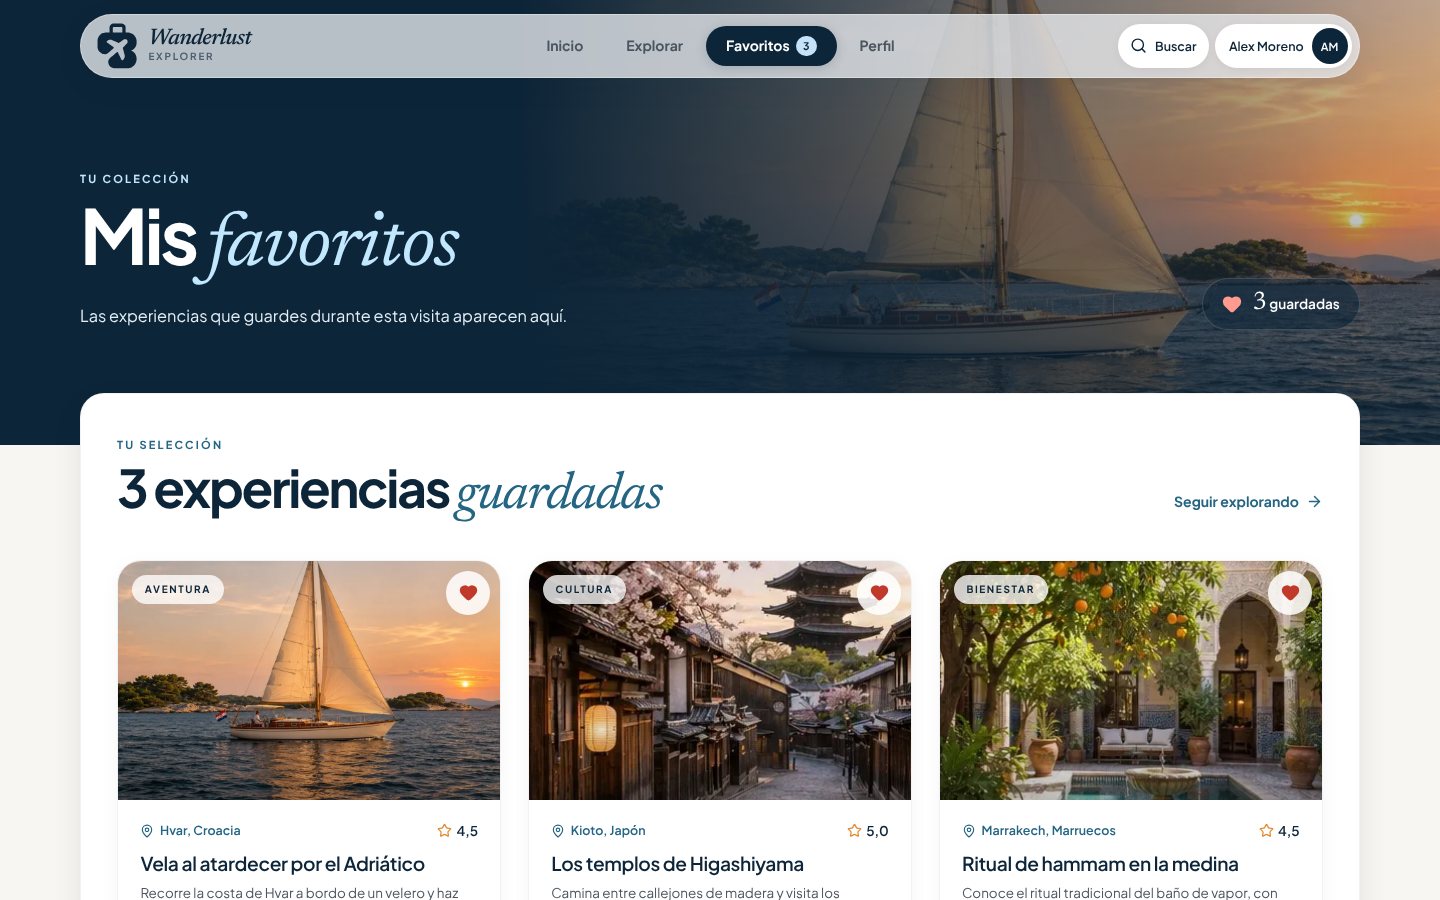 Wanderlust
EXPLORER
Inicio
Explorar
Favoritos 3
Perfil
Buscar
Alex Moreno AM
TU COLECCIÓN
Mis favoritos
Las experiencias que guardes durante esta visita aparecen aquí.
3 guardadas
TU SELECCIÓN
3 experiencias guardadas
Seguir explorando
AVENTURA
Hvar, Croacia
4,5
Vela al atardecer por el Adriático
Recorre la costa de Hvar a bordo de un velero y haz
CULTURA
Kioto, Japón
5,0
Los templos de Higashiyama
Camina entre callejones de madera y visita los
BIENESTAR
Marrakech, Marruecos
4,5
Ritual de hammam en la medina
Conoce el ritual tradicional del baño de vapor, con